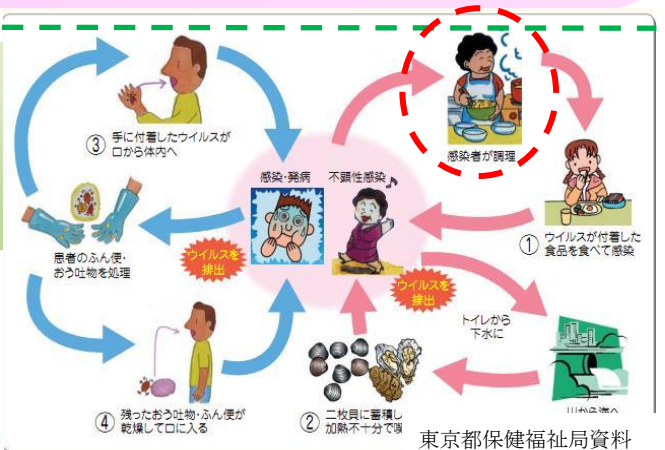 感染者が調理
③ 手に付着したウイルスが
口から体内へ
感染・発病
不顕性感染
① ウイルスが付着した
食品を食べて感染
患者のふん便・
おう吐物を処理
ウイルスを
排出
ウイルスを
排出
トイレから
下水に
川から海へ
④ 残ったおう吐物・ふん便が
乾燥して口に入る
② 二枚貝に蓄積し
加熱不十分で
東京都保健福祉局資料